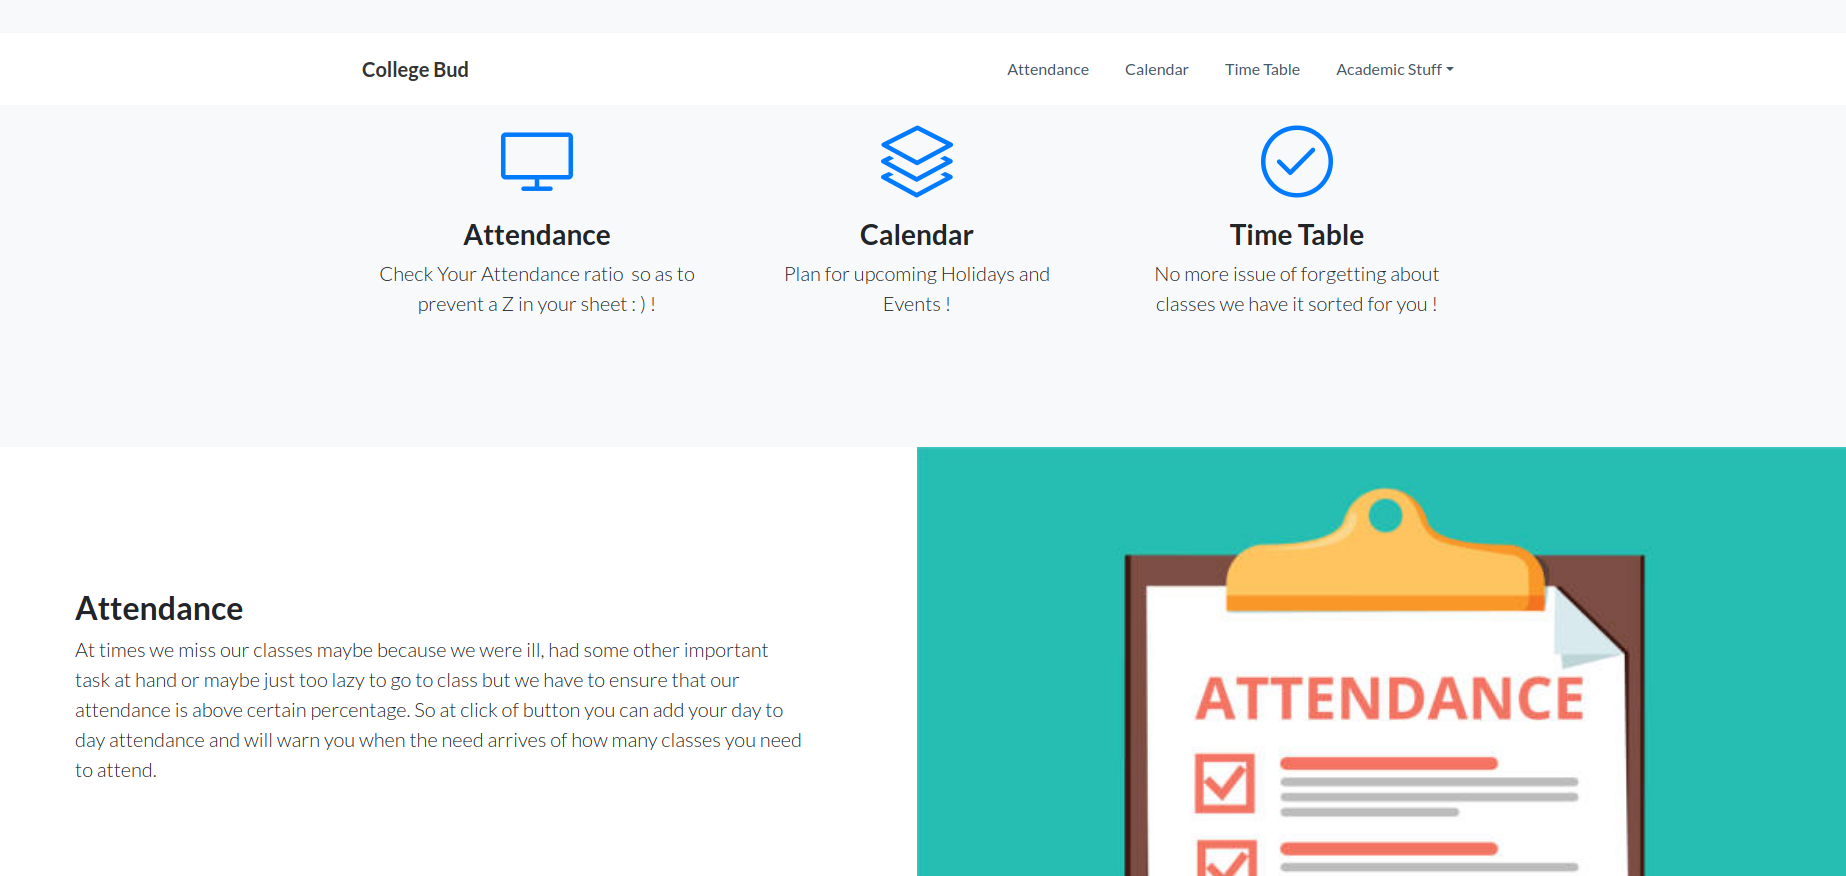 College Bud
Attendance
Calendar
Time Table
Academic Stuff
Attendance
Check Your Attendance ratio  so as to
prevent a Z in your sheet : ) !
Calendar
Plan for upcoming Holidays and
Events !
Time Table
No more issue of forgetting about
classes we have it sorted for you !
Attendance
At times we miss our classes maybe because we were ill, had some other important
task at hand or maybe just too lazy to go to class but we have to ensure that our
attendance is above certain percentage. So at click of button you can add your day to
day attendance and will warn you when the need arrives of how many classes you need
to attend.
ATTENDANCE